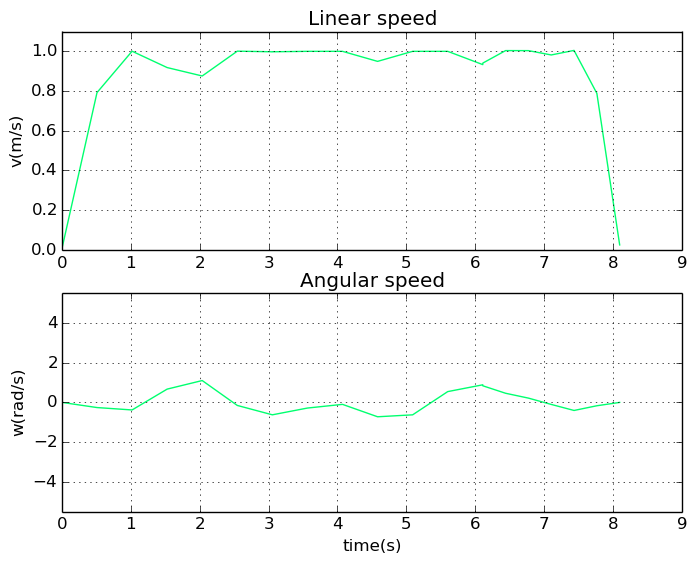 Linear speed
1.0
0.8
0.6
0.4
0.2
0.0
v(m/s)
0 1 2 3 4 5 6 7 8 9
Angular speed
4
2
0
−2
−4
w(rad/s)
0 1 2 3 4 5 6 7 8 9
time(s)